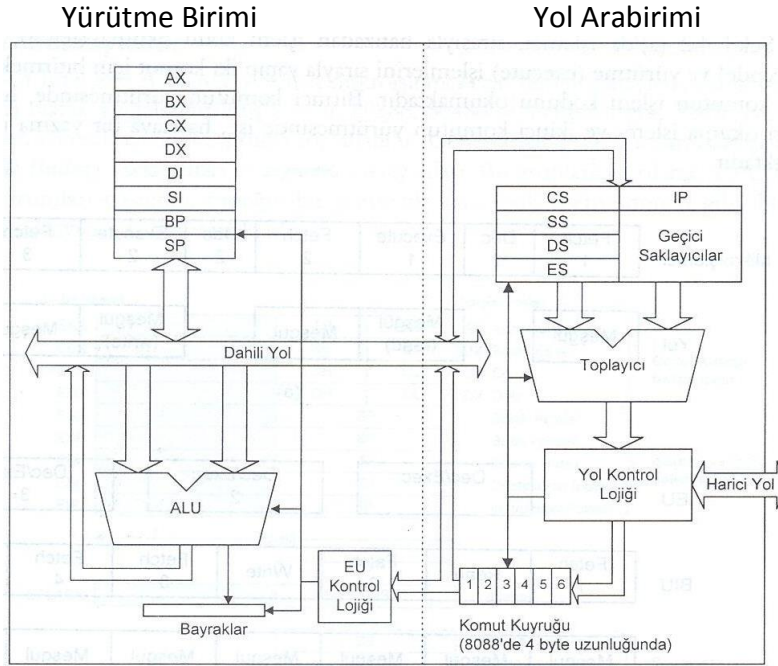 Yürütme Birimi
Yol Arabirimi
AX
BX
CX
DX
DI
SI
BP
SP
CS
IP
SS
DS
ES
Geçici
Saklayıcılar
Dahili Yol
Toplayıcı
ALU
Yol Kontrol
Lojiği
Harici Yol
EU
Kontrol
Lojiği
1 2 3 4 5 6
Bayraklar
Komut Kuyruğu
(8088'de 4 byte uzunluğunda)